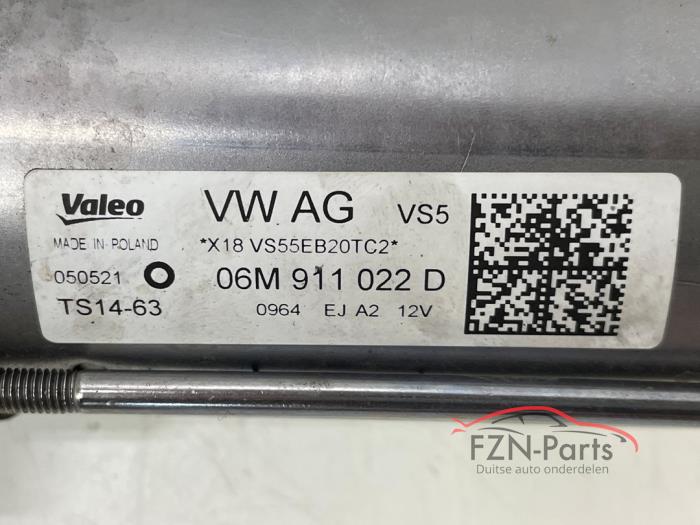 Valeo VW AG VS5
MADE IN POLAND *X18 VS55EB20TC2*
050521 06M 911 022 D
TS14-63 0964 EJ A2 12V
FZN-Parts
Duitse auto onderdelen